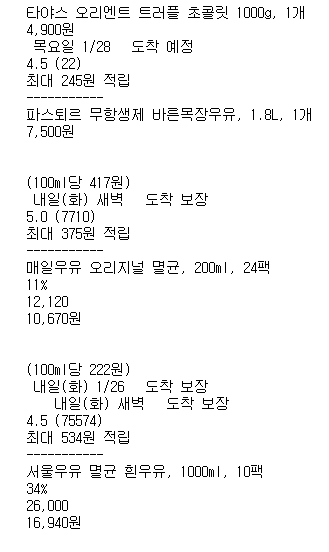 타야스 오리엔트 트러플 초콜릿 1000g, 1개
4,900원
목요일 1/28 도착 예정
4.5 (22)
최대 245원 적립
-----------
파스퇴르 무항생제 바른목장우유, 1.8L, 1개
7,500원
(100ml당 417원)
내일(화) 새벽 도착 보장
5.0 (7710)
최대 375원 적립
-----------
매일우유 오리지널 멸균, 200ml, 24팩
11%
12,120
10,670원
(100ml당 222원)
내일(화) 1/26 도착 보장
내일(화) 새벽 도착 보장
4.5 (75574)
최대 534원 적립
-----------
서울우유 멸균 흰우유, 1000ml, 10팩
34%
26,000
16,940원